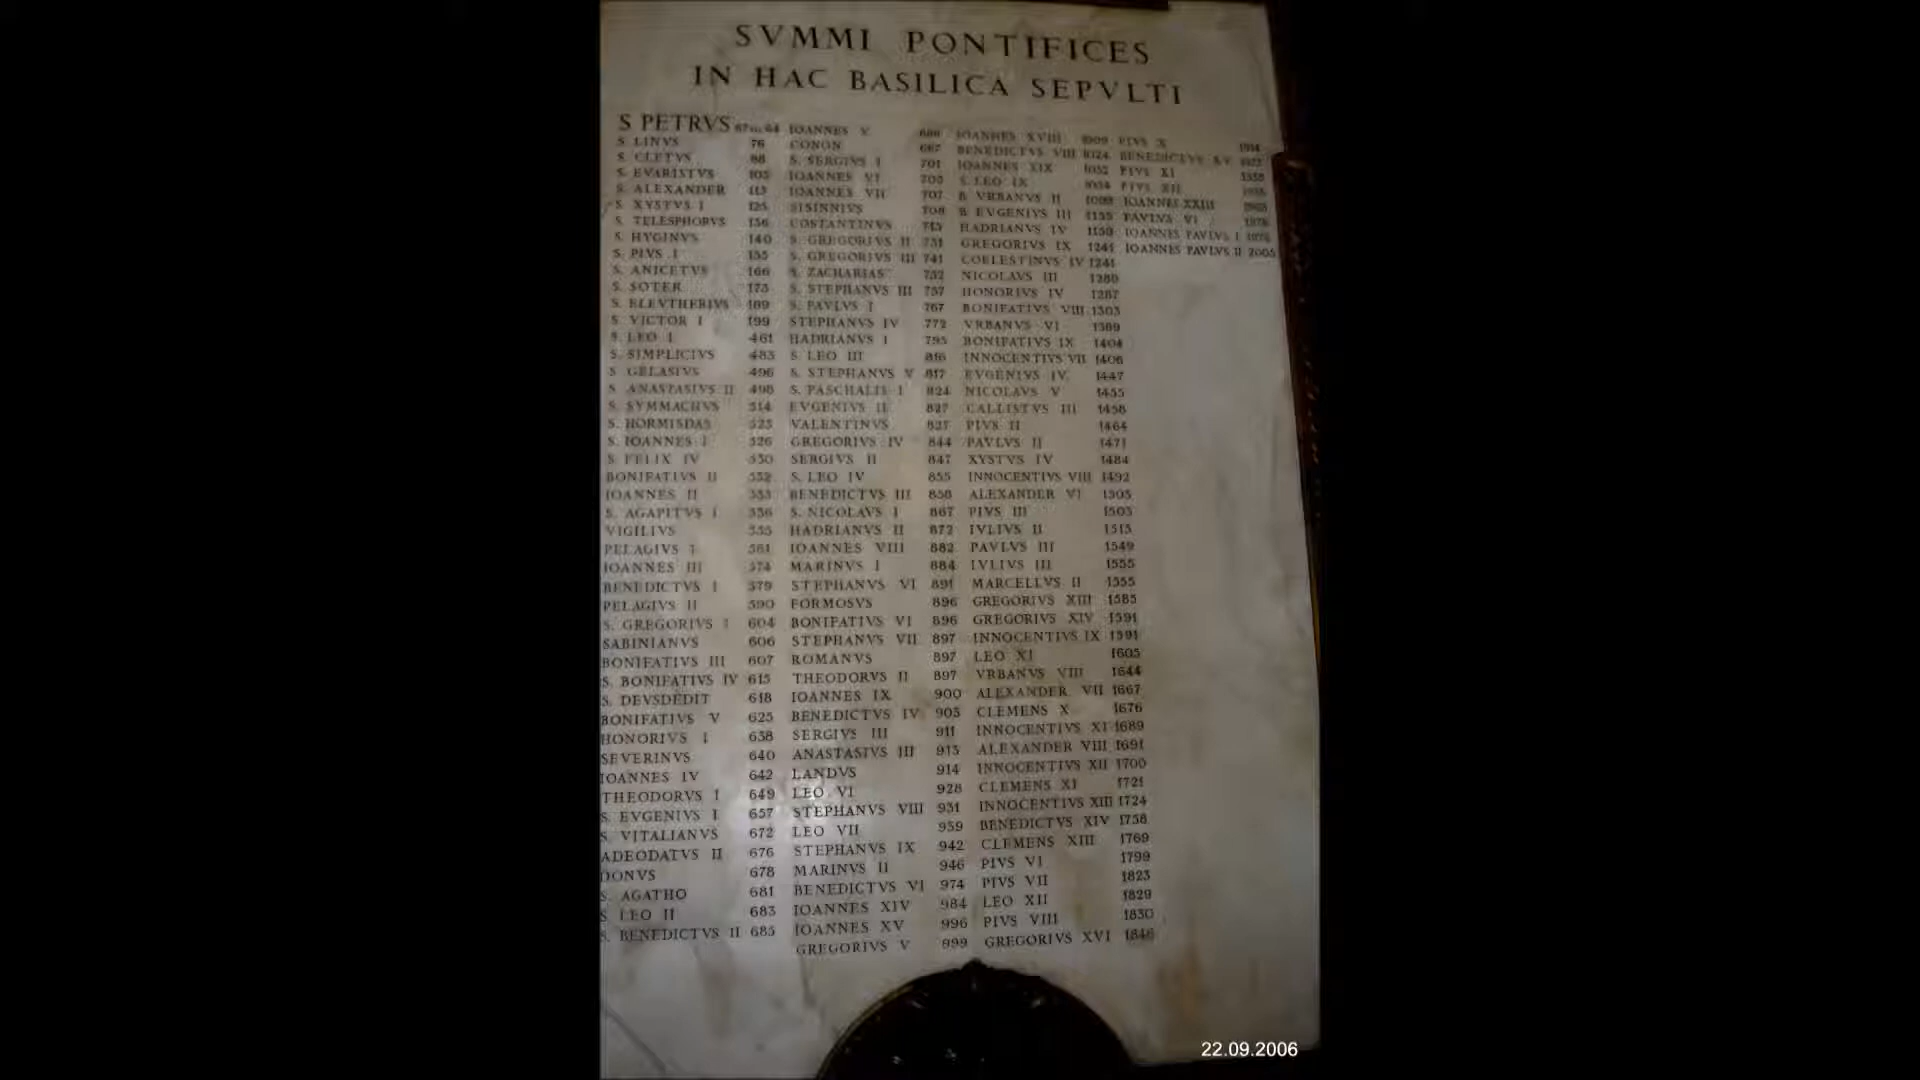 SVMMI PONTIFICES
IN HAC BASILICA SEPVLTI
S PETRVS
S. LINVS 76
S. CLETVS 88
S. EVARISTVS 105
S. ALEXANDER 115
S. XYSTVS I 125
S. TELESPHORVS 136
S. HYGINVS 140
S. PIVS I 155
S. ANICETVS 166
S. SOTER 175
S. ELEVTHERIVS 189
S. VICTOR I 199
S. LEO I 461
S. SIMPLICIVS 483
S. GELASIVS 496
S. ANASTASIVS II 498
S. SYMMACHVS 514
S. HORMISDAS 523
S. IOANNES I 526
S. FELIX IV 530
BONIFATIVS II 532
IOANNES II 535
S. AGAPITVS I 536
VIGILIVS 555
PELAGIVS I 561
IOANNES III 574
BENEDICTVS I 579
PELAGIVS II 590
S. GREGORIVS I 604
SABINIANVS 606
BONIFATIVS III 607
S. BONIFATIVS IV 615
S. DEVSDEDIT 618
BONIFATIVS V 625
HONORIVS I 638
SEVERINVS 640
IOANNES IV 642
THEODORVS I 649
S. EVGENIVS I 657
S. VITALIANVS 672
ADEODATVS II 676
DONVS 678
S. AGATHO 681
S. LEO II 683
S. BENEDICTVS II 685
IOANNES V 686
CONON 687
S. SERGIVS I 701
IOANNES VI 705
IOANNES VII 707
SISINNIVS 708
COSTANTINVS 715
S. GREGORIVS II 731
S. GREGORIVS III 741
S. ZACHARIAS 752
S. STEPHANVS III 757
S. PAVLVS I 767
STEPHANVS IV 772
HADRIANVS I 795
S. LEO III 816
S. STEPHANVS V 817
S. PASCHALIS I 824
EVGENIVS II 827
VALENTINVS 827
GREGORIVS IV 844
SERGIVS II 847
S. LEO IV 855
BENEDICTVS III 858
S. NICOLAVS I 867
HADRIANVS II 872
IOANNES VIII 882
MARINVS I 884
STEPHANVS VI 891
FORMOSVS 896
BONIFATIVS VI 896
STEPHANVS VII 897
ROMANVS 897
THEODORVS II 897
IOANNES IX 900
BENEDICTVS IV 903
SERGIVS III 911
ANASTASIVS III 913
LANDVS 914
LEO VI 928
STEPHANVS VIII 931
LEO VII 939
STEPHANVS IX 942
MARINVS II 946
BENEDICTVS VI 974
IOANNES XIV 984
IOANNES XV 996
GREGORIVS V 999
IOANNES XVIII 1009
BENEDICTVS VIII 1024
IOANNES XIX 1032
S. LEO IX 1054
B. VRBANVS II 1099
B. EVGENIVS III 1153
HADRIANVS IV 1159
GREGORIVS IX 1241
COELESTINVS IV 1241
NICOLAVS III 1280
HONORIVS IV 1287
BONIFATIVS VIII 1303
VRBANVS VI 1389
BONIFATIVS IX 1404
INNOCENTIVS VII 1406
EVGENIVS IV 1447
NICOLAVS V 1455
CALLISTVS III 1458
PIVS II 1464
PAVLVS II 1471
XYSTVS IV 1484
INNOCENTIVS VIII 1492
ALEXANDER VI 1503
PIVS III 1503
IVLIVS II 1513
PAVLVS III 1549
IVLIVS III 1555
MARCELLVS II 1555
GREGORIVS XIII 1585
GREGORIVS XIV 1591
INNOCENTIVS IX 1591
LEO XI 1605
VRBANVS VIII 1644
ALEXANDER VII 1667
CLEMENS X 1676
INNOCENTIVS XI 1689
ALEXANDER VIII 1691
INNOCENTIVS XII 1700
CLEMENS XI 1721
INNOCENTIVS XIII 1724
BENEDICTVS XIV 1758
CLEMENS XIII 1769
PIVS VI 1799
PIVS VII 1823
LEO XII 1829
PIVS VIII 1830
GREGORIVS XVI 1846
PIVS X 1914
BENEDICTVS XV 1922
PIVS XI
PIVS XII
IOANNES XXIII
PAVLVS VI 1978
IOANNES PAVLVS I 1978
IOANNES PAVLVS II 2005
22.09.2006